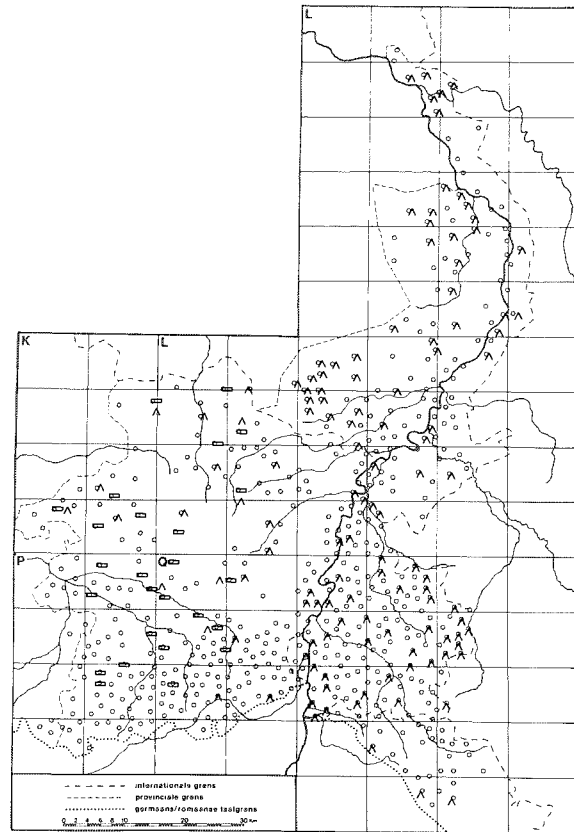 L
K L
P Q
internationale grens
provinciale grens
germaans/romaanse taalgrens
0 2 4 6 8 10 20 30 km